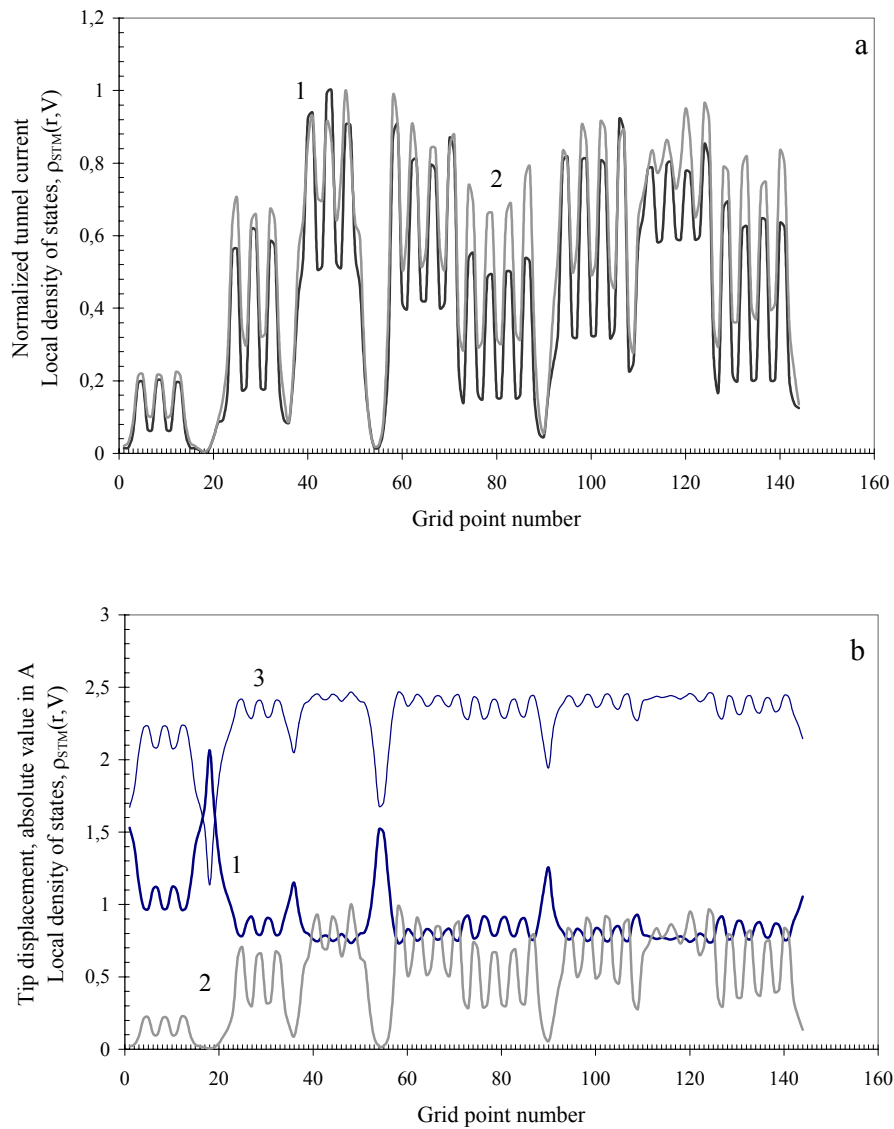 1,2
1
0,8
0,6
0,4
0,2
0
0 20 40 60 80 100 120 140 160
Grid point number
Normalized tunnel current
Local density of states, ρSTM(r,V)
a
1
2
3
2,5
2
1,5
1
0,5
0
0 20 40 60 80 100 120 140 160
Grid point number
Tip displacement, absolute value in A
Local density of states, ρSTM(r,V)
b
3
1
2